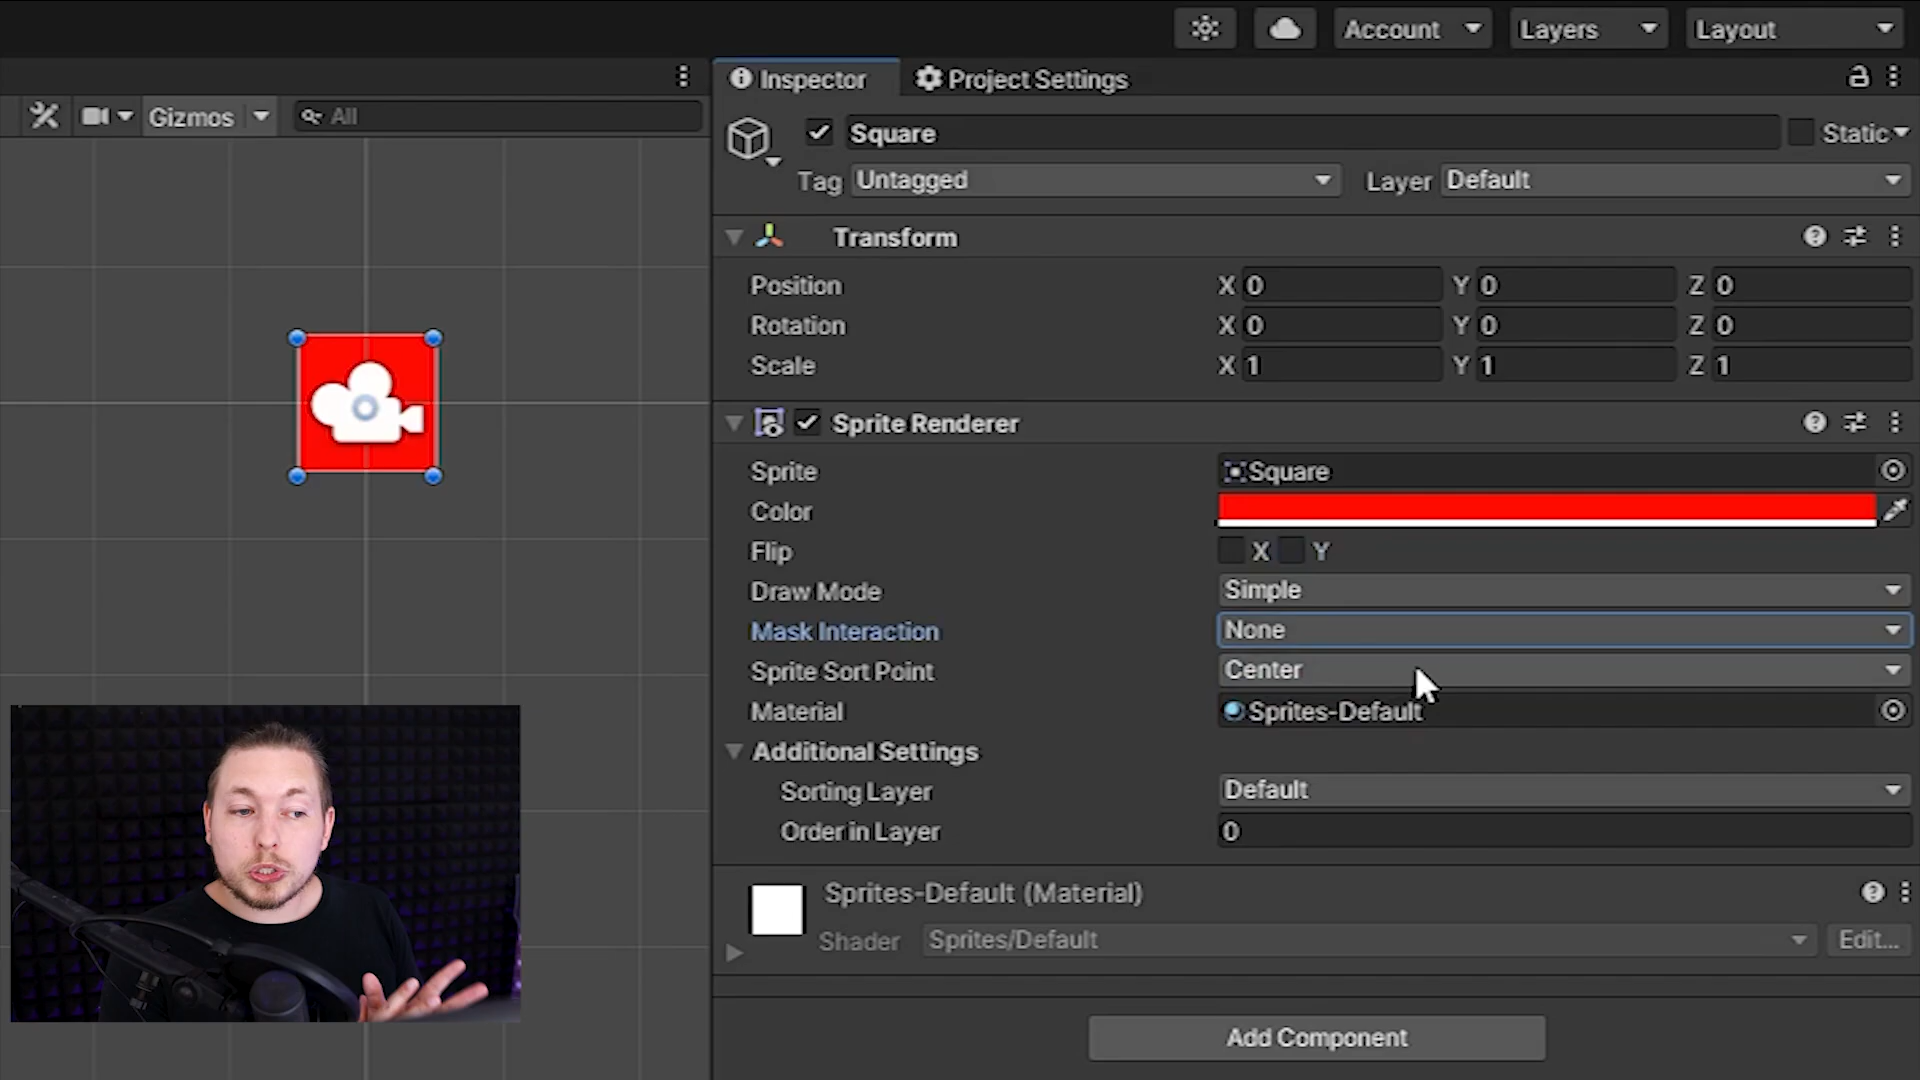 Account Layers Layout
Inspector Project Settings
Gizmos All
Square Static
Tag Untagged Layer Default
Transform
Position X 0 Y 0 Z 0
Rotation X 0 Y 0 Z 0
Scale X 1 Y 1 Z 1
Sprite Renderer
Sprite Square
Color
Flip X Y
Draw Mode Simple
Mask Interaction None
Sprite Sort Point Center
Material Sprites-Default
Additional Settings
Sorting Layer Default
Order in Layer 0
Sprites-Default (Material)
Shader Sprites/Default Edit...
Add Component